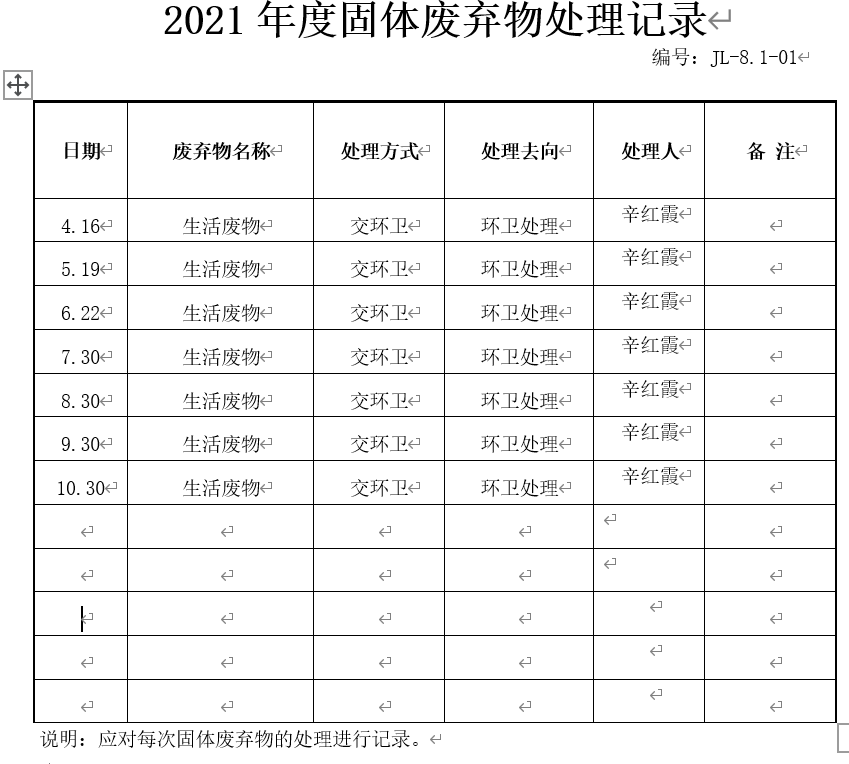 2021 年度固体废弃物处理记录
编号：JL-8.1-01
日期 废弃物名称 处理方式 处理去向 处理人 备 注
4.16 生活废物 交环卫 环卫处理 辛红霞
5.19 生活废物 交环卫 环卫处理 辛红霞
6.22 生活废物 交环卫 环卫处理 辛红霞
7.30 生活废物 交环卫 环卫处理 辛红霞
8.30 生活废物 交环卫 环卫处理 辛红霞
9.30 生活废物 交环卫 环卫处理 辛红霞
10.30 生活废物 交环卫 环卫处理 辛红霞
说明：应对每次固体废弃物的处理进行记录。